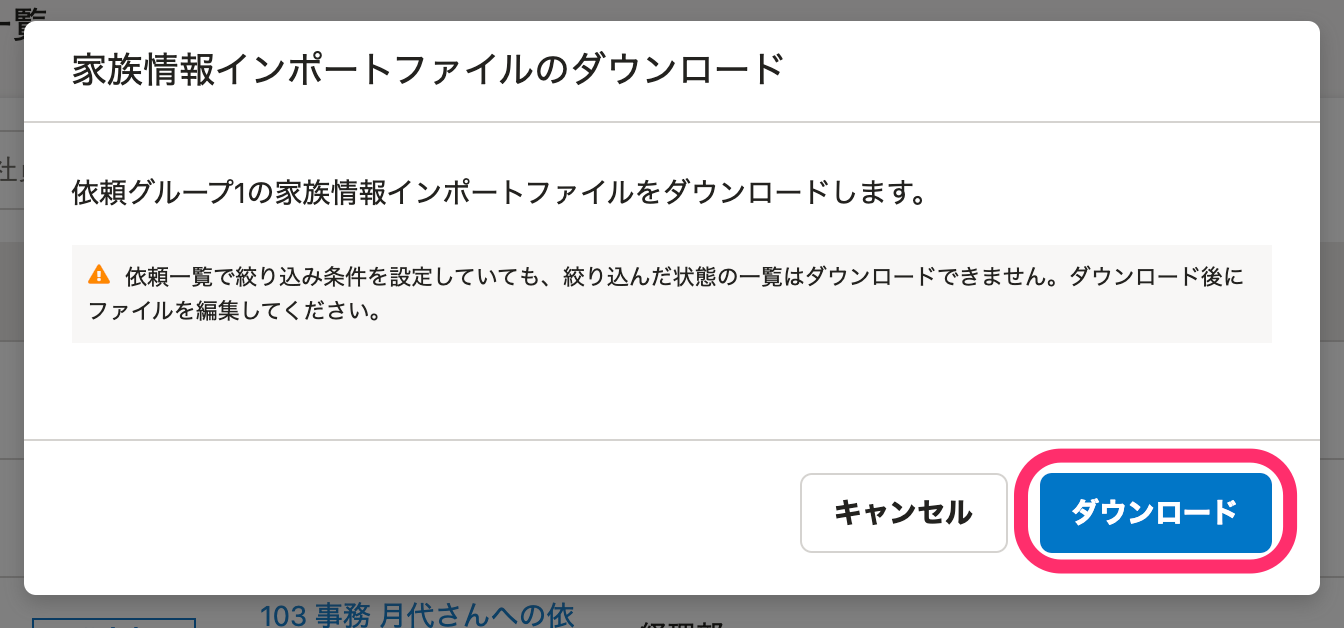 一覧
家族情報インポートファイルのダウンロード
社
依頼グループ1の家族情報インポートファイルをダウンロードします。
依頼一覧で絞り込み条件を設定していても、絞り込んだ状態の一覧はダウンロードできません。ダウンロード後に
ファイルを編集してください。
キャンセル
ダウンロード
103 事務 月代さんへの依
経理部